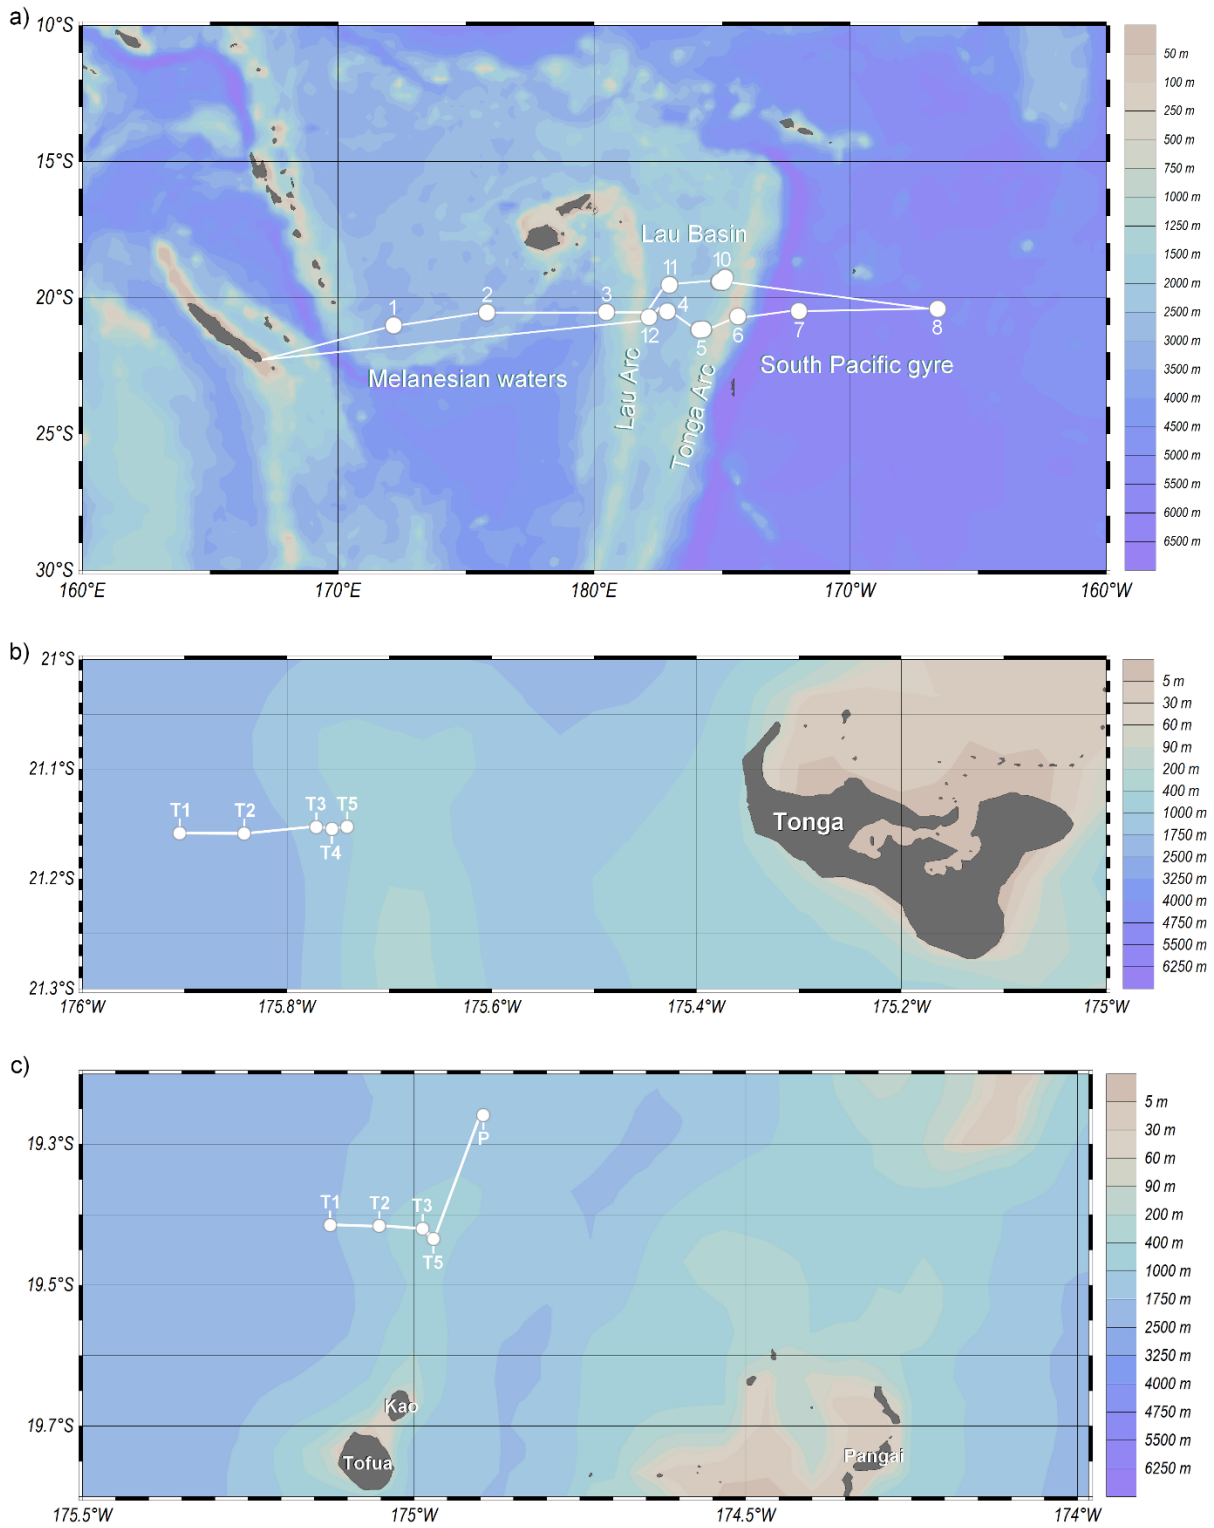 a)
10°S
15°S
20°S
25°S
30°S
160°E
170°E
180°E
170°W
160°W
Lau Basin
11
10
1
2
3
4
12
5
6
7
8
Melanesian waters
South Pacific gyre
Lau Arc
Tonga Arc
50 m
100 m
250 m
500 m
750 m
1000 m
1250 m
1500 m
2000 m
2500 m
3000 m
3500 m
4000 m
4500 m
5000 m
5500 m
6000 m
6500 m
b)
21°S
21.1°S
21.2°S
21.3°S
176°W
175.8°W
175.6°W
175.4°W
175.2°W
175°W
T1
T2
T3
T5
T4
Tonga
5 m
30 m
60 m
90 m
200 m
400 m
1000 m
1750 m
2500 m
3250 m
4000 m
4750 m
5500 m
6250 m
c)
19.3°S
19.5°S
19.7°S
175.5°W
175°W
174.5°W
174°W
P
T1
T2
T3
T5
Kao
Tofua
Pangai
5 m
30 m
60 m
90 m
200 m
400 m
1000 m
1750 m
2500 m
3250 m
4000 m
4750 m
5500 m
6250 m